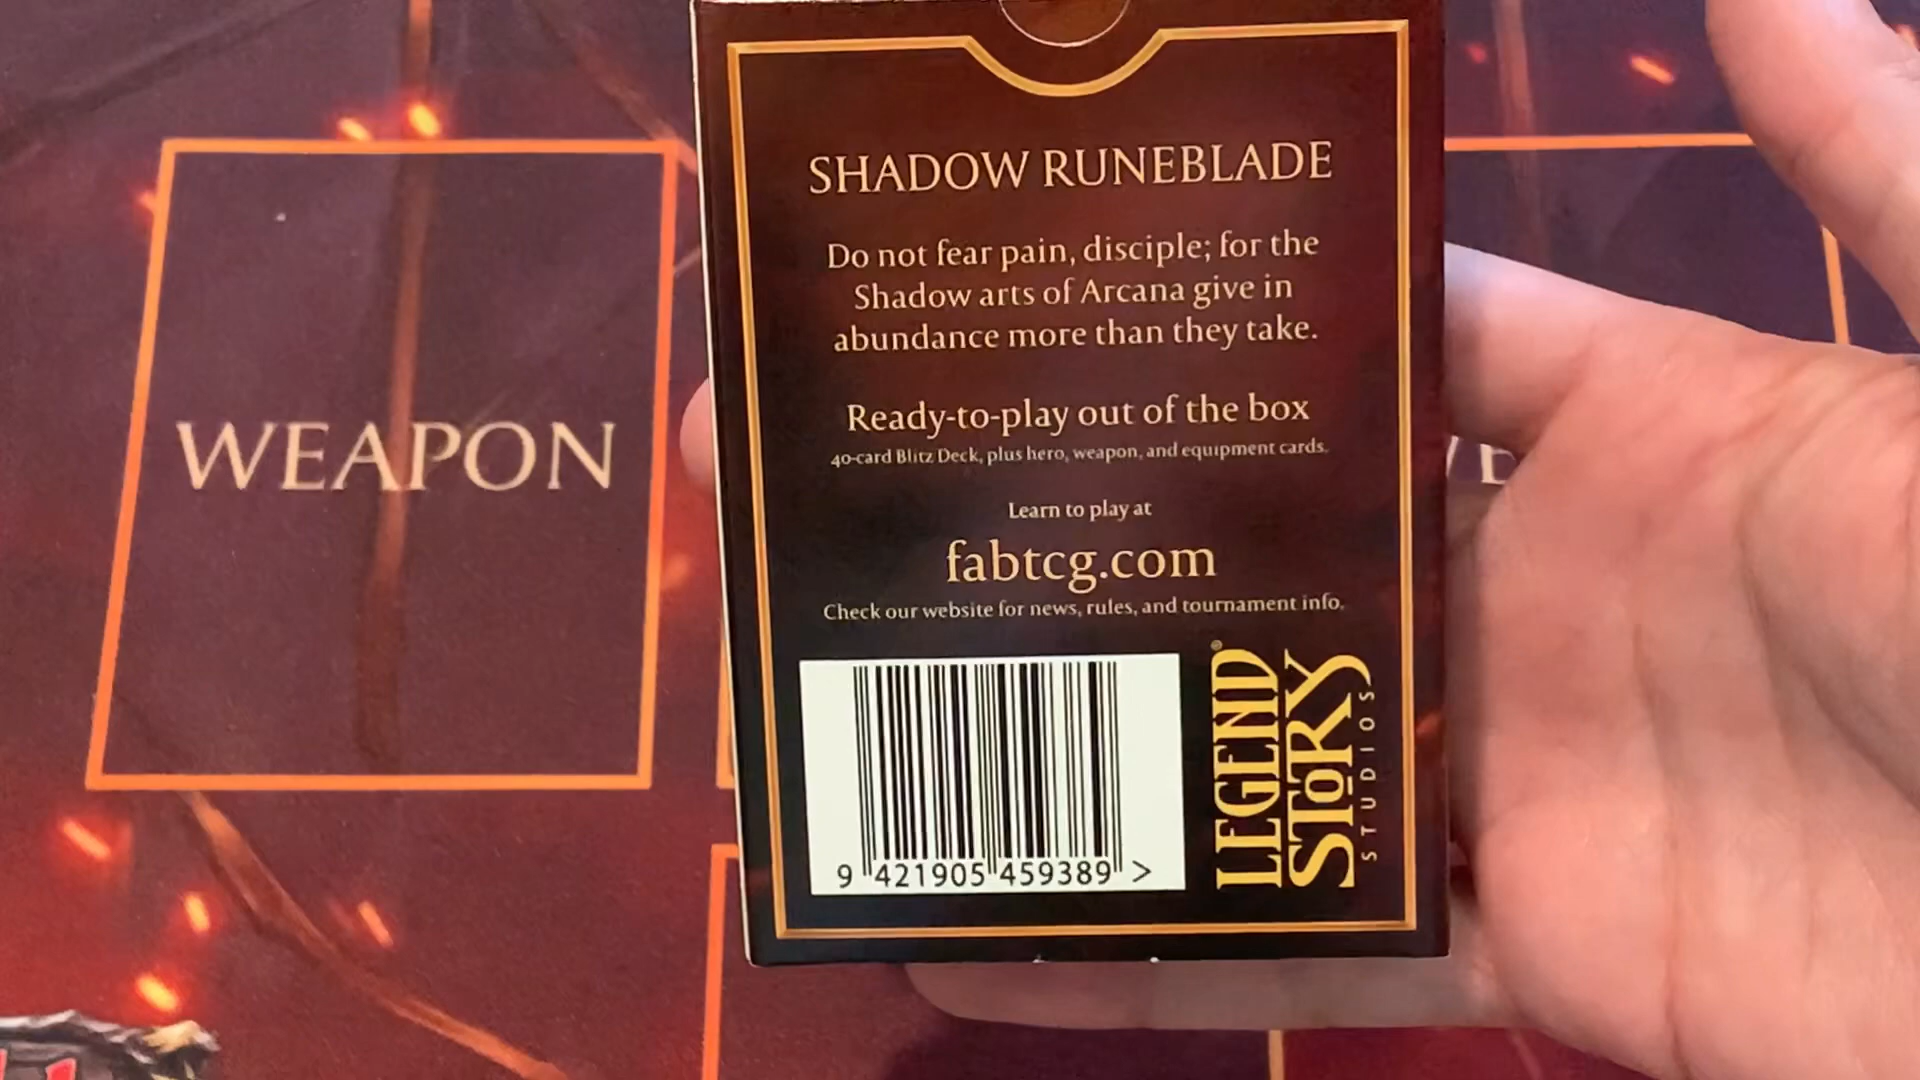 WEAPON
SHADOW RUNEBLADE
Do not fear pain, disciple; for the
Shadow arts of Arcana give in
abundance more than they take.
Ready-to-play out of the box
40-card Blitz Deck, plus hero, weapon, and equipment cards.
Learn to play at
fabtcg.com
Check our website for news, rules, and tournament info.
9 421905 459389 >
LEGEND®
STORY
STUDIOS